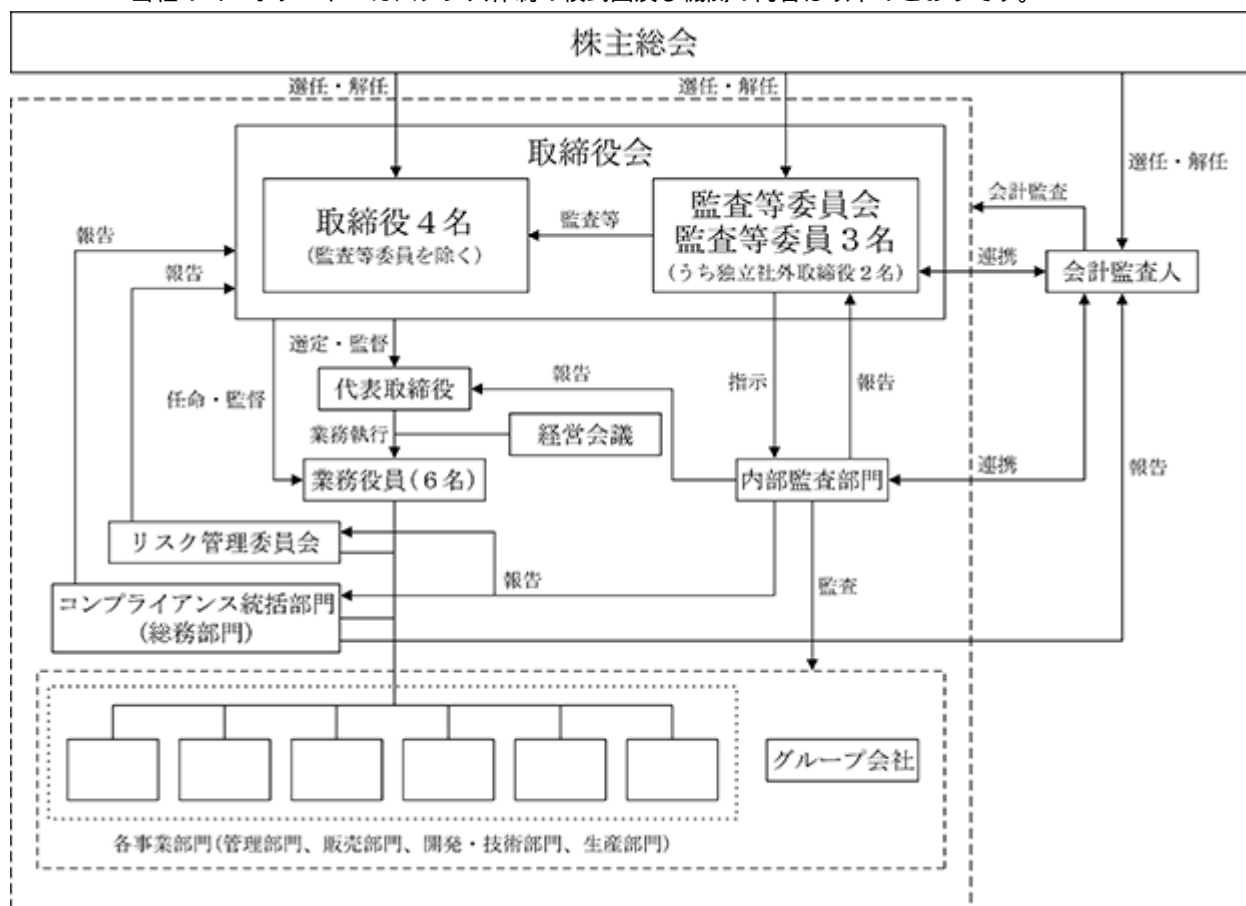 株主総会
選任・解任
選任・解任
選任・解任
取締役会
取締役4名
(監査等委員を除く)
監査等
監査等委員会
監査等委員3名
(うち独立社外取締役2名)
会計監査
連携
会計監査人
報告
報告
選定・監督
代表取締役
報告
指示
報告
任命・監督
業務執行
経営会議
業務役員(6名)
内部監査部門
連携
報告
リスク管理委員会
報告
監査
コンプライアンス統括部門
(総務部門)
グループ会社
各事業部門(管理部門、販売部門、開発・技術部門、生産部門)